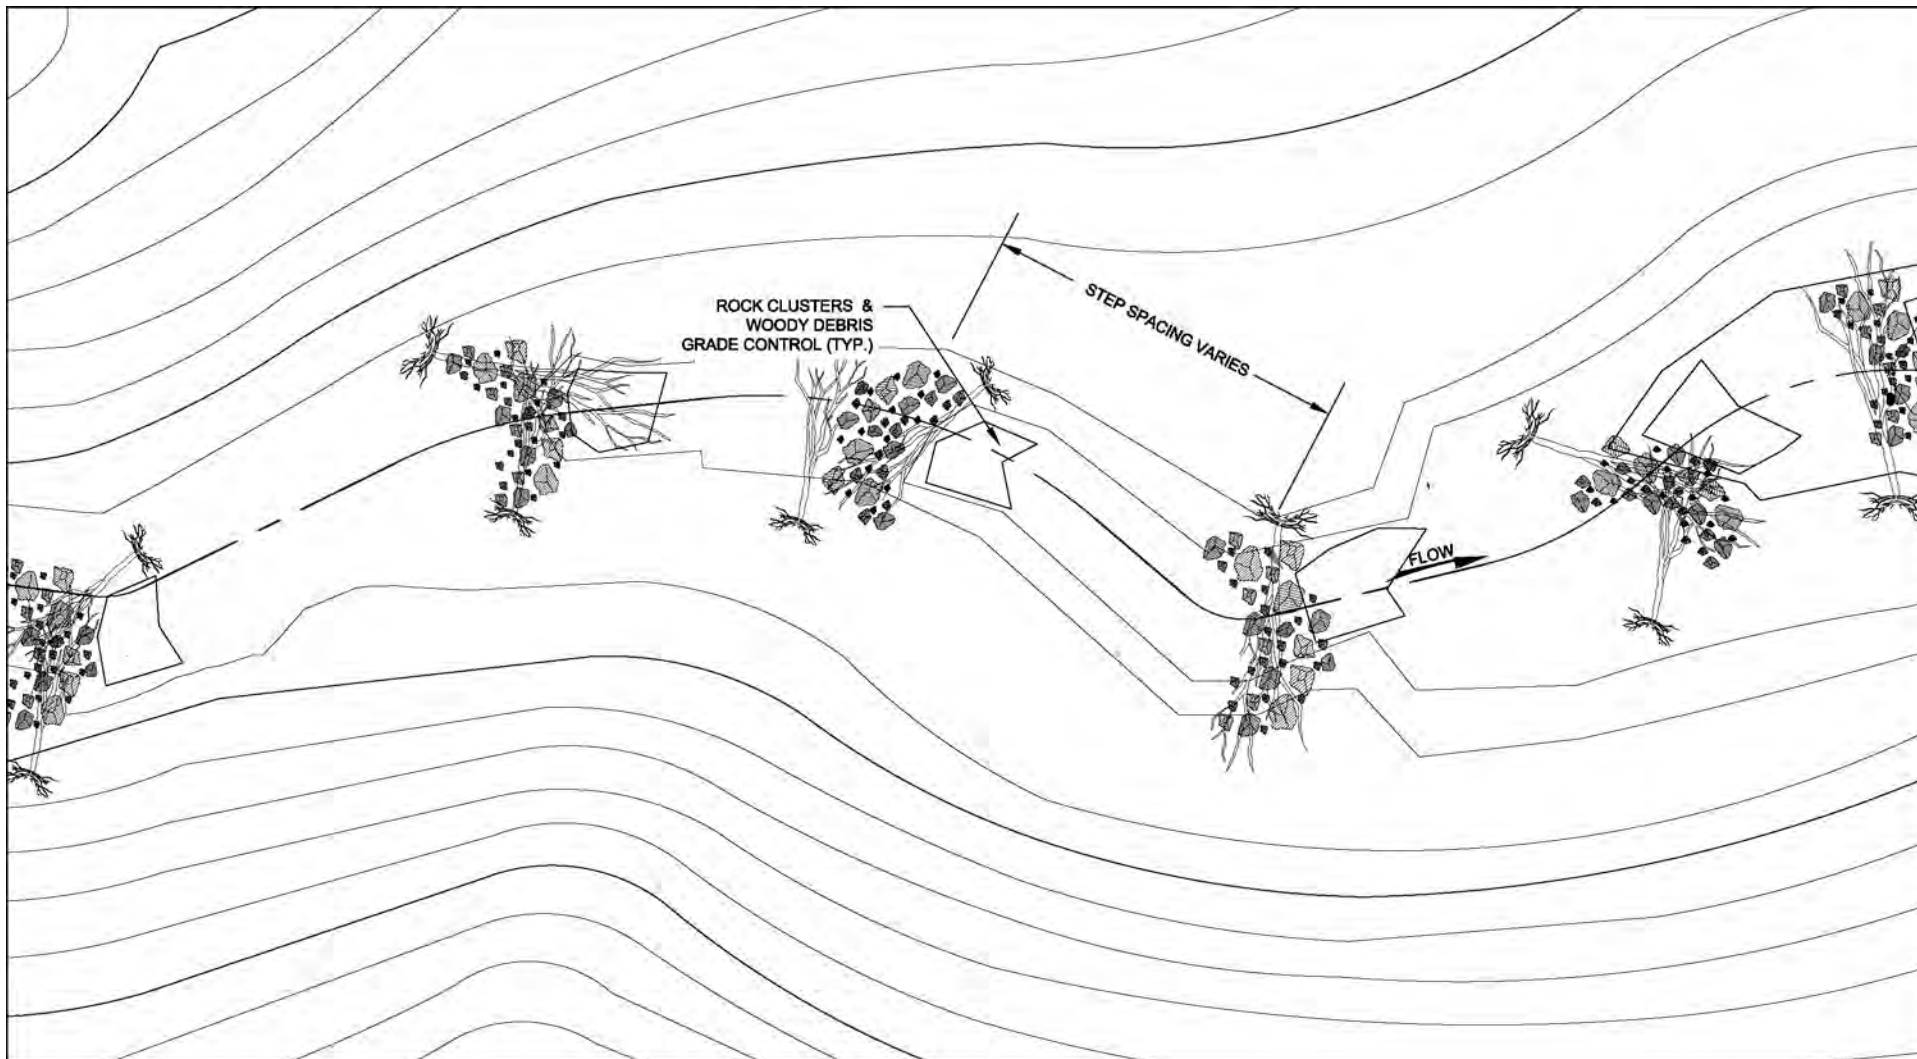 ROCK CLUSTERS &
WOODY DEBRIS
GRADE CONTROL (TYP.)
STEP SPACING VARIES
FLOW